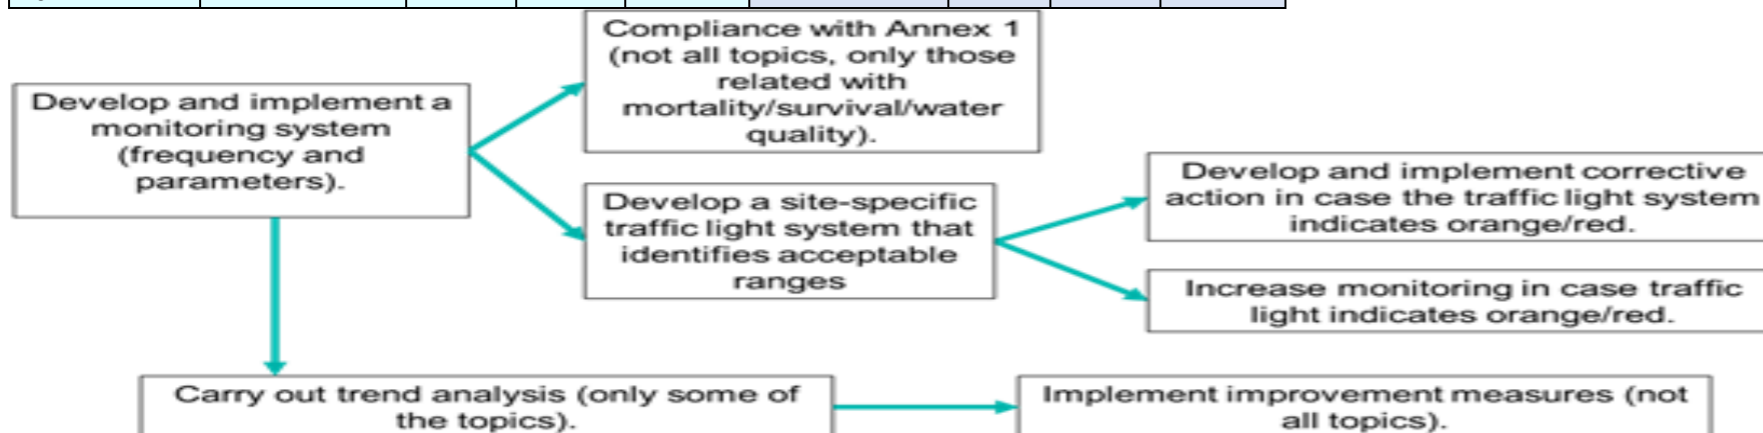 Compliance with Annex 1
(not all topics, only those
related with
mortality/survival/water
quality).
Develop and implement a
monitoring system
(frequency and
parameters).
Develop a site-specific
traffic light system that
identifies acceptable
ranges
Develop and implement corrective
action in case the traffic light system
indicates orange/red.
Increase monitoring in case traffic
light indicates orange/red.
Carry out trend analysis (only some of
the topics).
Implement improvement measures (not
all topics).